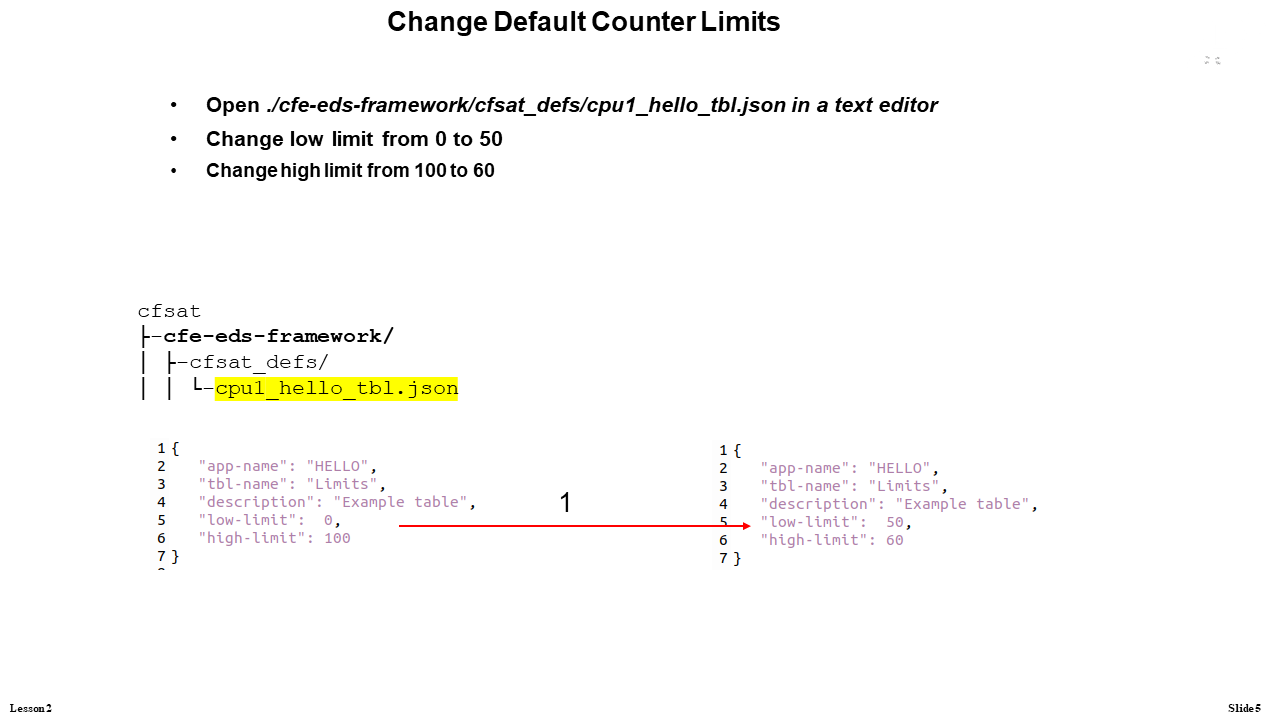 Change Default Counter Limits
• Open ./cfe-eds-framework/cfsat_defs/cpu1_hello_tbl.json in a text editor
• Change low limit from 0 to 50
• Change high limit from 100 to 60
cfsat
├–cfe-eds-framework/
│ ├–cfsat_defs/
│ │ └–cpu1_hello_tbl.json
1 {
2 "app-name": "HELLO",
3 "tbl-name": "Limits",
4 "description": "Example table",
5 "low-limit": 0,
6 "high-limit": 100
7 }
1
1 {
2 "app-name": "HELLO",
3 "tbl-name": "Limits",
4 "description": "Example table",
5 "low-limit": 50,
6 "high-limit": 60
7 }
Lesson 2
Slide 5